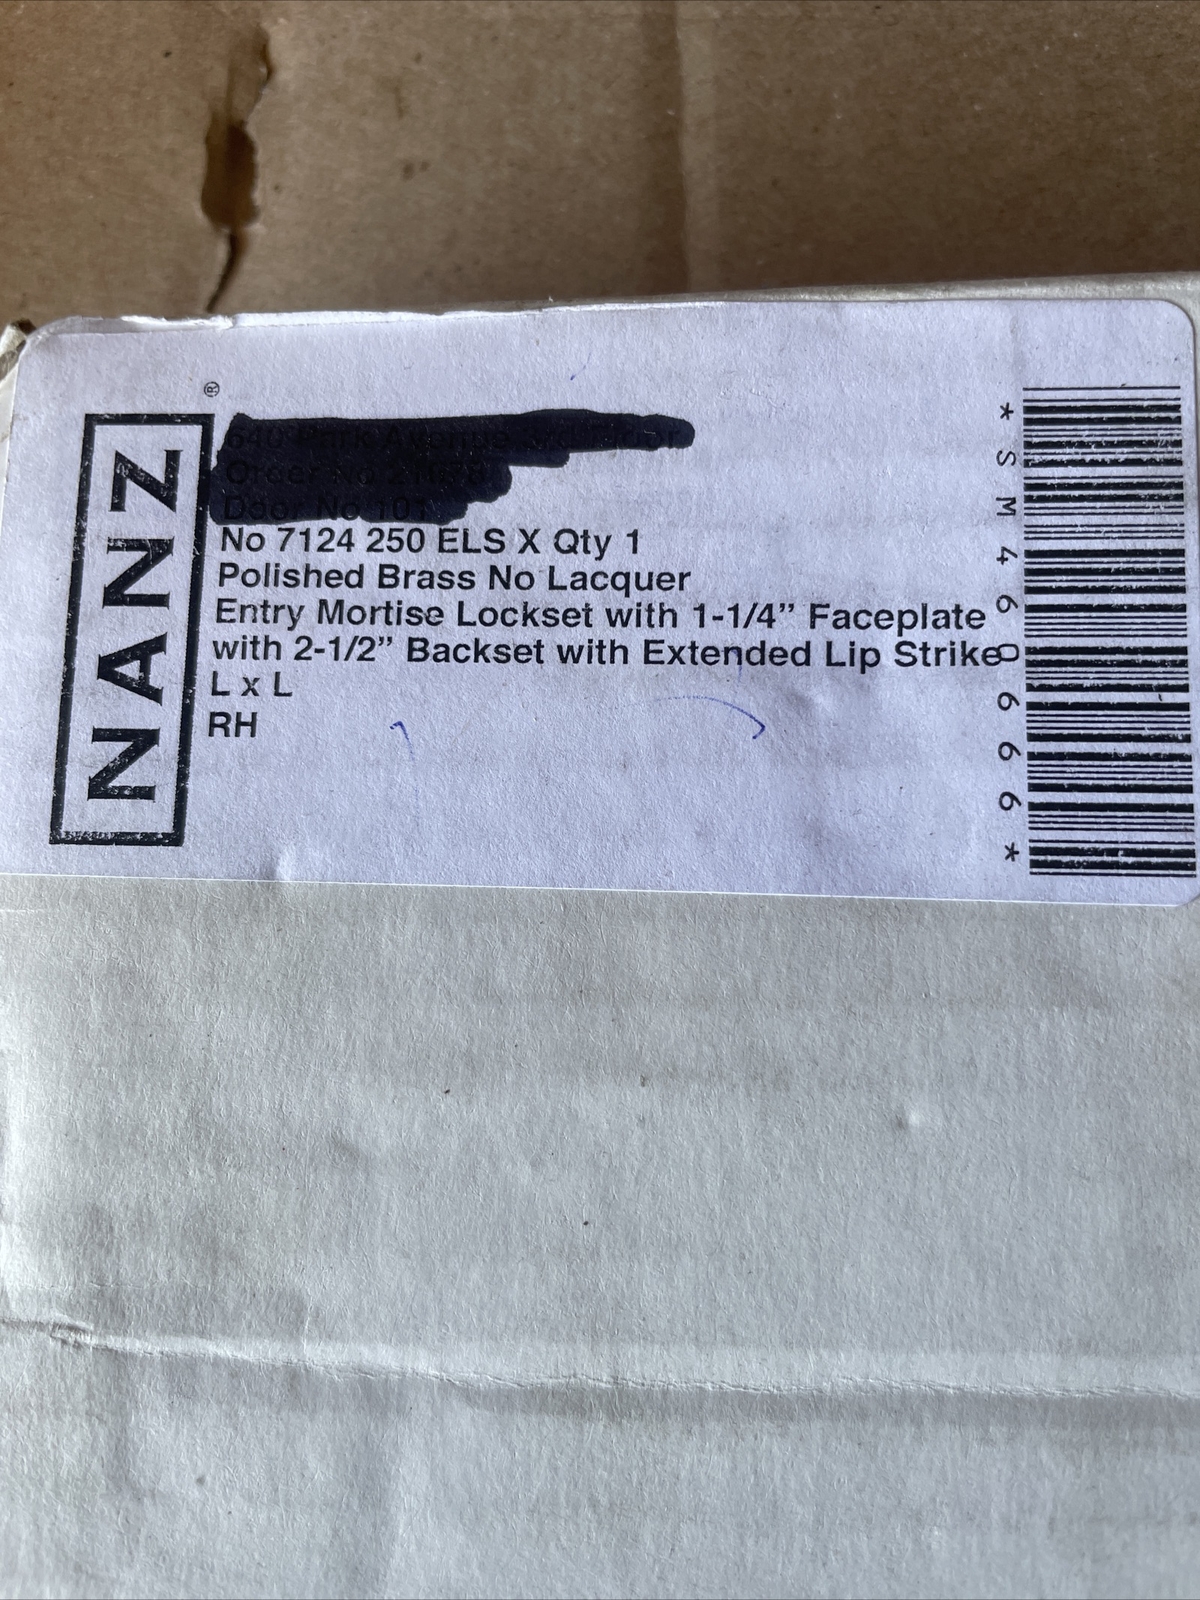 NANZ®
No 7124 250 ELS X Qty 1
Polished Brass No Lacquer
Entry Mortise Lockset with 1-1/4” Faceplate
with 2-1/2” Backset with Extended Lip Strike
L x L
RH
*SM460666*